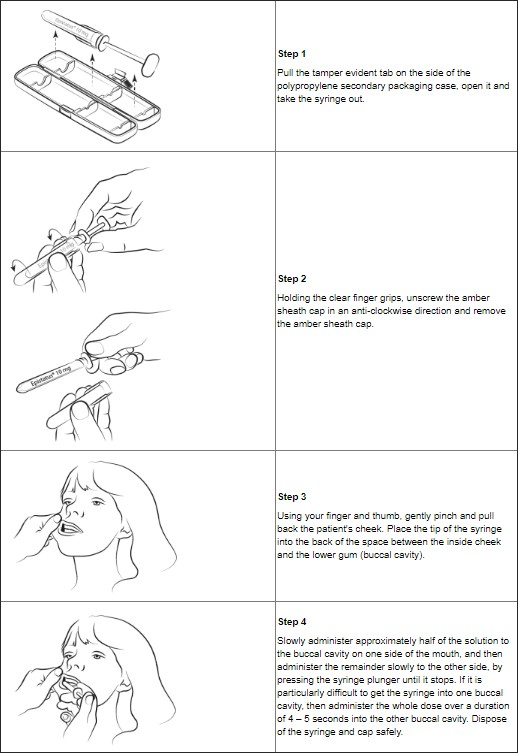 Epistatus® 10 mg
Step 1
Pull the tamper evident tab on the side of the
polypropylene secondary packaging case, open it and
take the syringe out.
10 mg
Step 2
Holding the clear finger grips, unscrew the amber
sheath cap in an anti-clockwise direction and remove
the amber sheath cap.
Epistatus® 10 mg
Step 3
Using your finger and thumb, gently pinch and pull
back the patient's cheek. Place the tip of the syringe
into the back of the space between the inside cheek
and the lower gum (buccal cavity).
Step 4
Slowly administer approximately half of the solution to
the buccal cavity on one side of the mouth, and then
administer the remainder slowly to the other side, by
pressing the syringe plunger until it stops. If it is
particularly difficult to get the syringe into one buccal
cavity, then administer the whole dose over a duration
of 4 – 5 seconds into the other buccal cavity. Dispose
of the syringe and cap safely.